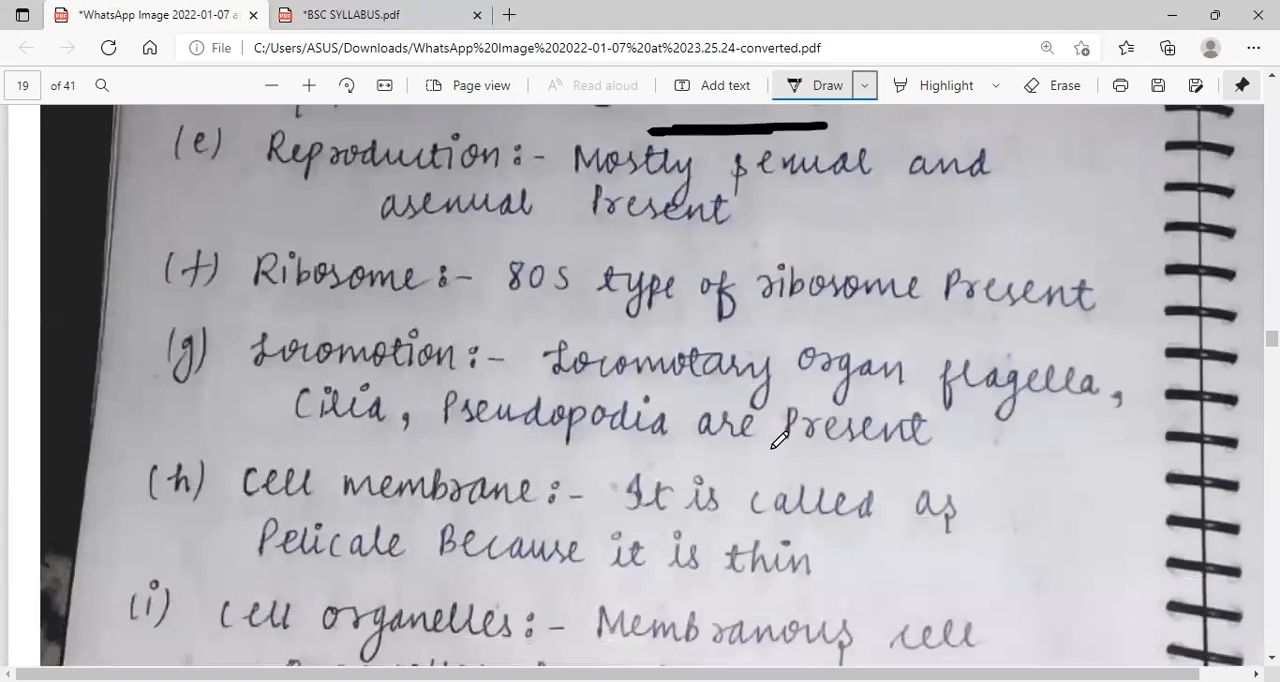 *WhatsApp Image 2022-01-07 a
*BSC SYLLABUS.pdf
File
C:/Users/ASUS/Downloads/WhatsApp%20Image%202022-01-07%20at%2023.25.24-converted.pdf
19 of 41
Page view
Read aloud
Add text
Draw
Highlight
Erase
(e) Reproduction:- Mostly sexual and
asexual Present
(f) Ribosome:- 80S type of ribosome Present
(g) Locomotion:- Locomotary organ flagella,
Cilia, Pseudopodia are Present
(h) Cell membrane:- It is called as
Pelicale Because it is thin
(i) Cell organelles:- Membranous cell